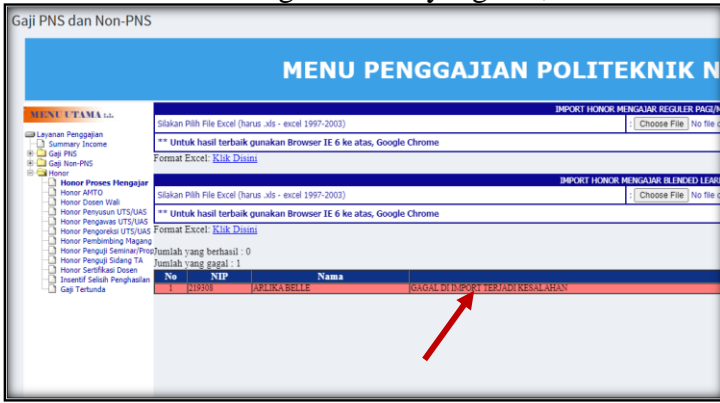 Gaji PNS dan Non-PNS
MENU PENGGAJIAN POLITEKNIK N
MENU UTAMA :.:.
Layanan Penggajian
Summary Income
Gaji PNS
Gaji Non-PNS
Honor
Honor Proses Mengajar
Honor AMTO
Honor Dosen Wali
Honor Penyusun UTS/UAS
Honor Pengawas UTS/UAS
Honor Pengoreksi UTS/UAS
Honor Pembimbing Magang
Honor Penguji Seminar/Prop
Honor Penguji Sidang TA
Honor Sertifikasi Dosen
Insentif Selisih Penghasilan
Gaji Tertunda
IMPORT HONOR MENGAJAR REGULER PAGI/M
Silakan Pilih File Excel (harus .xls - excel 1997-2003) : Choose File No file c
** Untuk hasil terbaik gunakan Browser IE 6 ke atas, Google Chrome
Format Excel: Klik Disini
IMPORT HONOR MENGAJAR BLENDED LEAR
Silakan Pilih File Excel (harus .xls - excel 1997-2003) : Choose File No file c
** Untuk hasil terbaik gunakan Browser IE 6 ke atas, Google Chrome
Format Excel: Klik Disini
Jumlah yang berhasil : 0
Jumlah yang gagal : 1
No NIP Nama
1 219308 ARLIKA BELLE GAGAL DI IMPORT TERJADI KESALAHAN